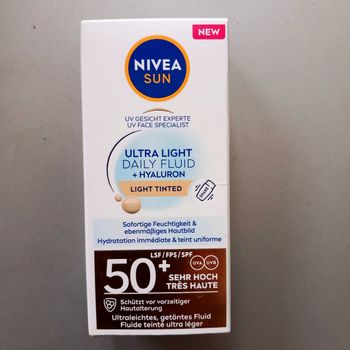 NEW
NIVEA
SUN
UV GESICHT EXPERTE
UV FACE SPECIALIST
ULTRA LIGHT
DAILY FLUID
+ HYALURON
LIGHT TINTED
SHAKE
Sofortige Feuchtigkeit &
ebenmäßiges Hautbild
Hydratation immédiate & teint uniforme
LSF/FPS/SPF
50+
UVA UVB
SEHR HOCH
TRÈS HAUTE
Schützt vor vorzeitiger
Hautalterung
Ultraleichtes, getöntes Fluid
Fluide teinté ultra léger